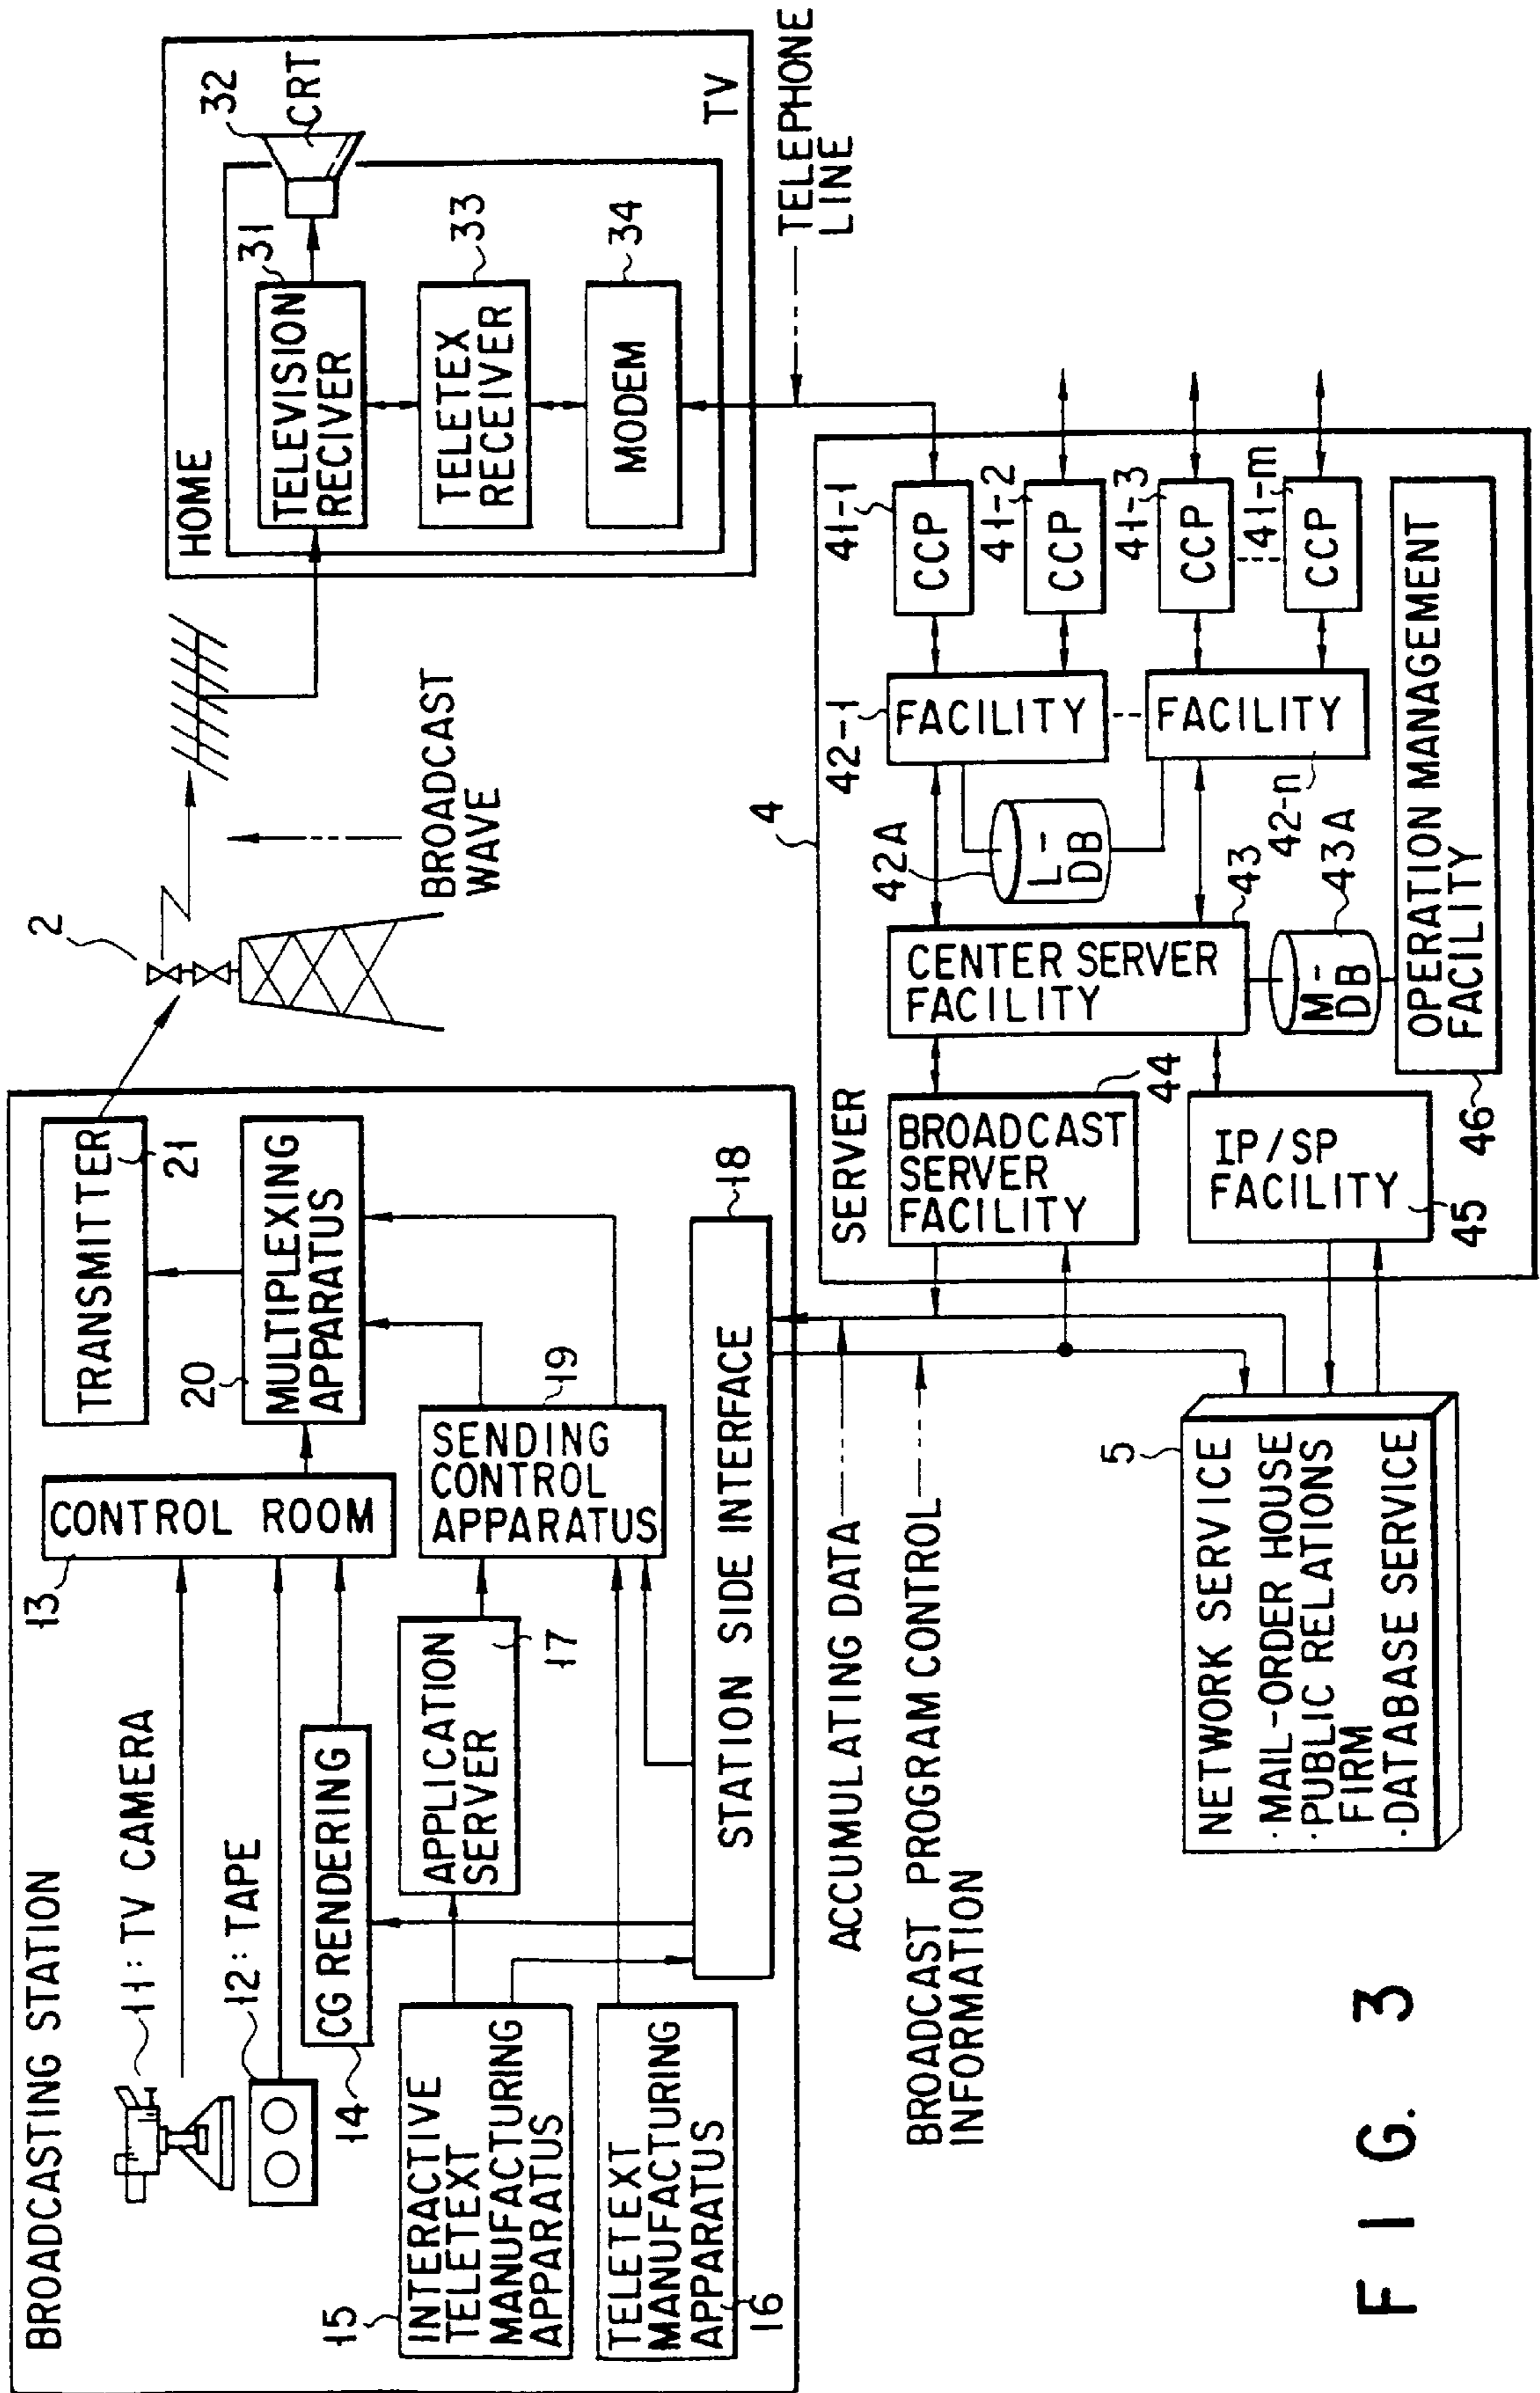 BROADCASTING STATION
11: TV CAMERA
12: TAPE
13
CONTROL ROOM
TRANSMITTER
21
20
MULTIPLEXING
APPARATUS
14
CG RENDERING
15
INTERACTIVE
TELETEXT
MANUFACTURING
APPARATUS
APPLICATION
SERVER
17
19
SENDING
CONTROL
APPARATUS
TELETEXT
MANUFACTURING
APPARATUS
16
STATION SIDE INTERFACE
18
2
BROADCAST
WAVE
HOME
TELEVISION
RECIVER
31
32
CRT
TELETEX
RECEIVER
33
MODEM
34
TV
TELEPHONE
LINE
ACCUMULATING DATA
BROADCAST PROGRAM CONTROL
INFORMATION
5
NETWORK SERVICE
·MAIL-ORDER HOUSE
·PUBLIC RELATIONS
FIRM
·DATABASE SERVICE
4
SERVER
BROADCAST
SERVER
FACILITY
44
IP/SP
FACILITY
45
CENTER SERVER
FACILITY
43
M-
DB
43A
42A
L-
DB
42-1
FACILITY
FACILITY
42-n
41-1
CCP
41-2
CCP
41-3
CCP
41-m
CCP
46
OPERATION MANAGEMENT
FACILITY
FIG. 3